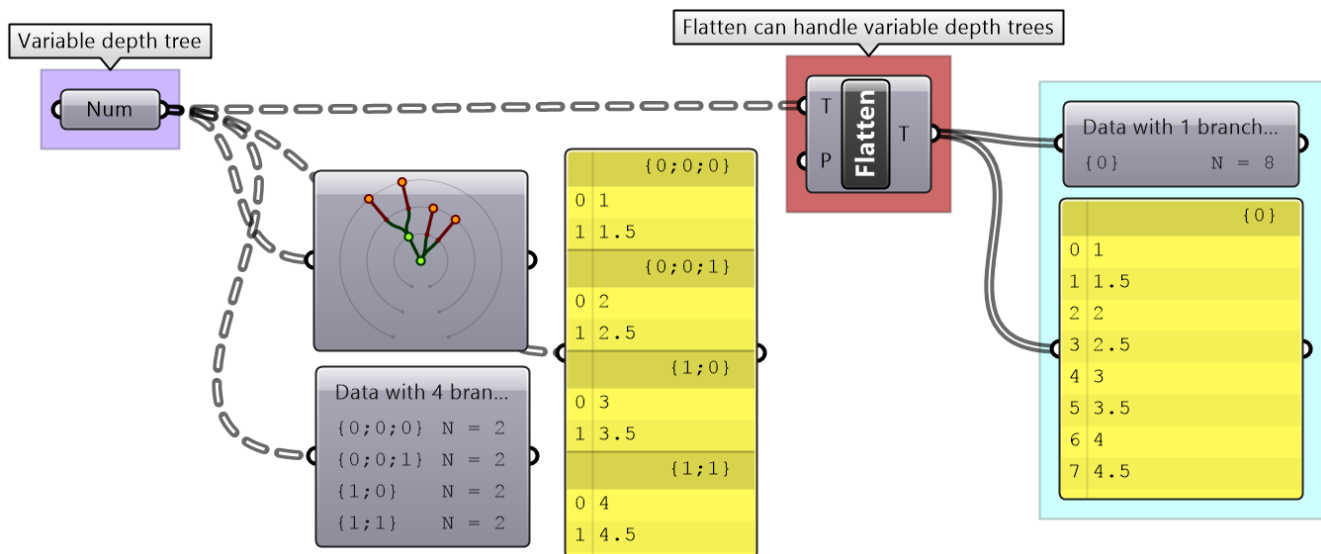 Variable depth tree
Flatten can handle variable depth trees
Num
T
P
Flatten
T
Data with 1 branch...
{0} N = 8
{0;0;0}
0 1
1 1.5
{0;0;1}
0 2
1 2.5
{1;0}
0 3
1 3.5
{1;1}
0 4
1 4.5
Data with 4 bran...
{0;0;0} N = 2
{0;0;1} N = 2
{1;0} N = 2
{1;1} N = 2
{0}
0 1
1 1.5
2 2
3 2.5
4 3
5 3.5
6 4
7 4.5